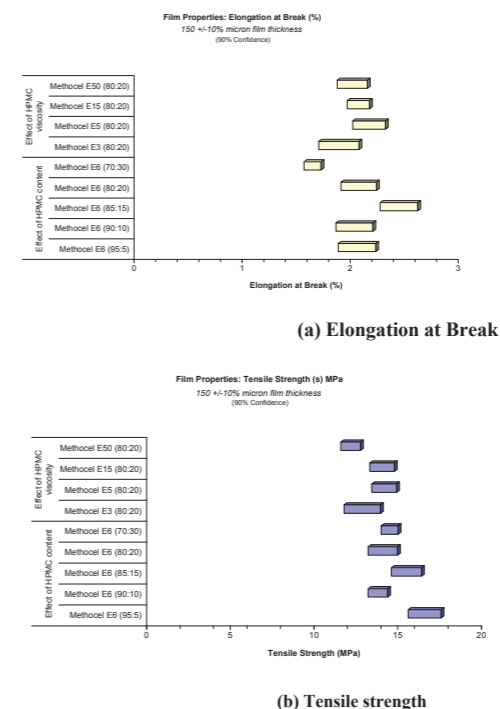 Film Properties: Elongation at Break (%)
150 +/-10% micron film thickness
(90% Confidence)
Effect of HPMC
viscosity
Methocel E50 (80:20)
Methocel E15 (80:20)
Methocel E5 (80:20)
Methocel E3 (80:20)
Effect of HPMC content
Methocel E6 (70:30)
Methocel E6 (80:20)
Methocel E6 (85:15)
Methocel E6 (90:10)
Methocel E6 (95:5)
0 1 2 3
Elongation at Break (%)
(a) Elongation at Break
Film Properties: Tensile Strength (s) MPa
150 +/-10% micron film thickness
(90% Confidence)
Effect of HPMC
viscosity
Methocel E50 (80:20)
Methocel E15 (80:20)
Methocel E5 (80:20)
Methocel E3 (80:20)
Effect of HPMC content
Methocel E6 (70:30)
Methocel E6 (80:20)
Methocel E6 (85:15)
Methocel E6 (90:10)
Methocel E6 (95:5)
0 5 10 15 20
Tensile Strength (MPa)
(b) Tensile strength